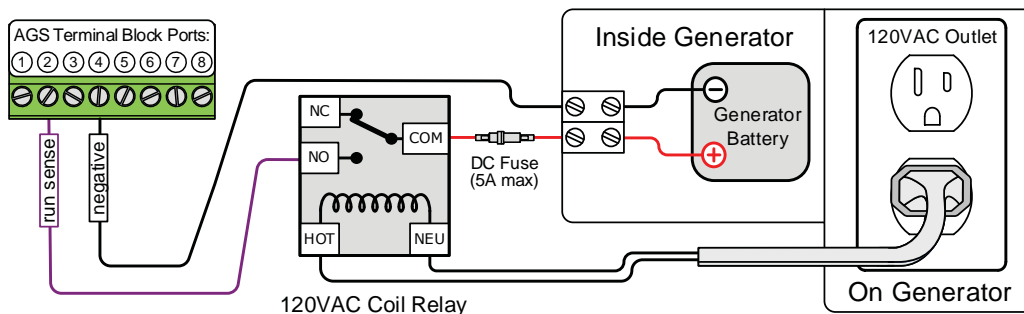 AGS Terminal Block Ports:
1 2 3 4 5 6 7 8
run sense
negative
NC
COM
NO
HOT
NEU
120VAC Coil Relay
DC Fuse
(5A max)
Inside Generator
Generator
Battery
120VAC Outlet
On Generator